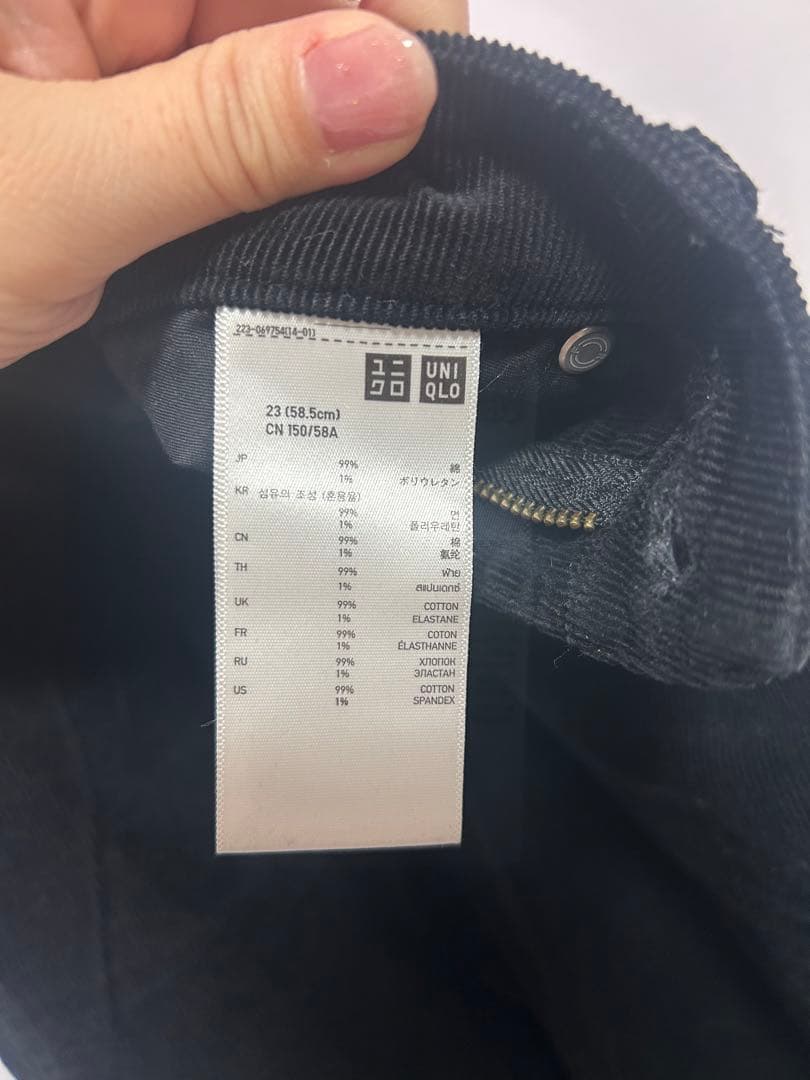 223-069754(14-01)
ユニ UNI
クロ QLO
23 (58.5cm)
CN 150/58A
JP 99% 綿
1% ポリウレタン
KR 섬유의 조성 (혼용율)
99% 면
1% 폴리우레탄
CN 99% 棉
1% 氨纶
TH 99% ฝ้าย
1% สแปนเดกซ์
UK 99% COTTON
1% ELASTANE
FR 99% COTON
1% ÉLASTHANNE
RU 99% ХЛОПОК
1% ЭЛАСТАН
US 99% COTTON
1% SPANDEX